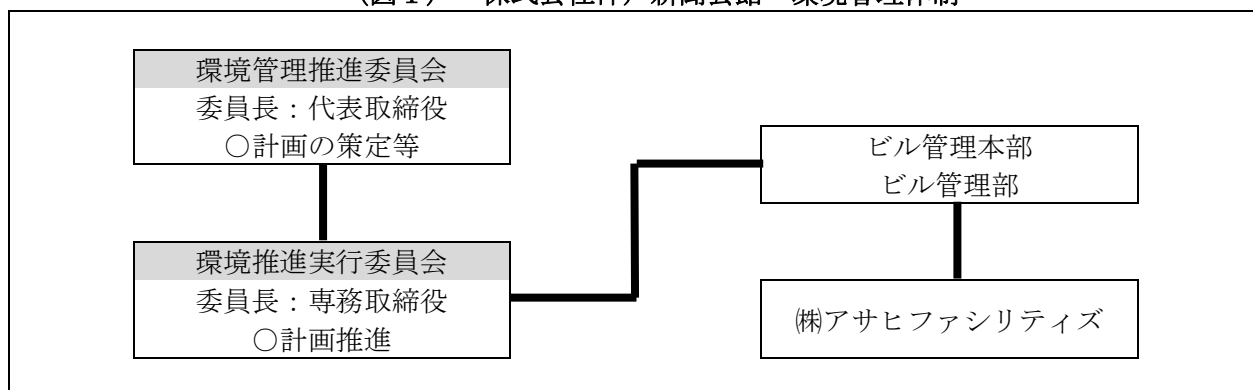 （図１） 株式会社神戸新聞会館 環境管理体制
環境管理推進委員会
委員長：代表取締役
○計画の策定等
環境推進実行委員会
委員長：専務取締役
○計画推進
ビル管理本部
ビル管理部
㈱アサヒファシリティズ